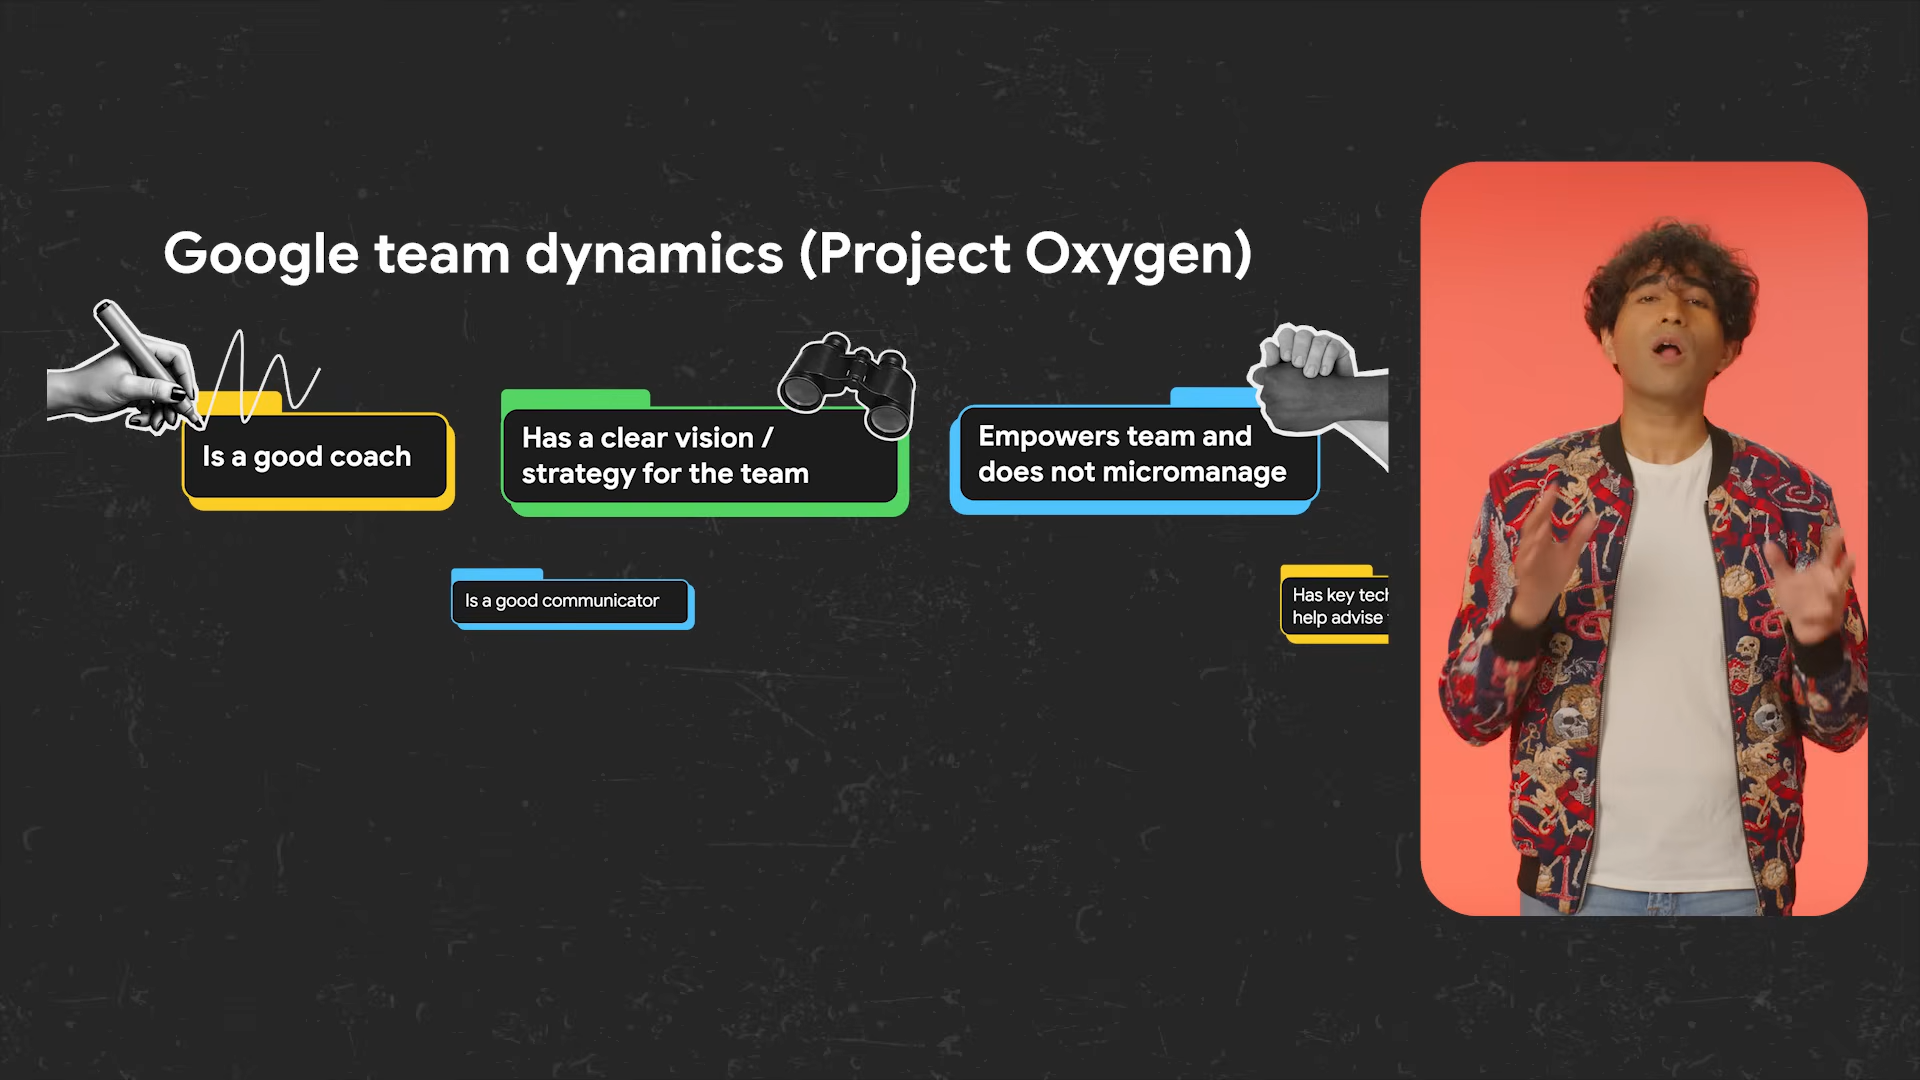 Google team dynamics (Project Oxygen)
Is a good coach
Has a clear vision /
strategy for the team
Empowers team and
does not micromanage
Is a good communicator
Has key tech
help advise